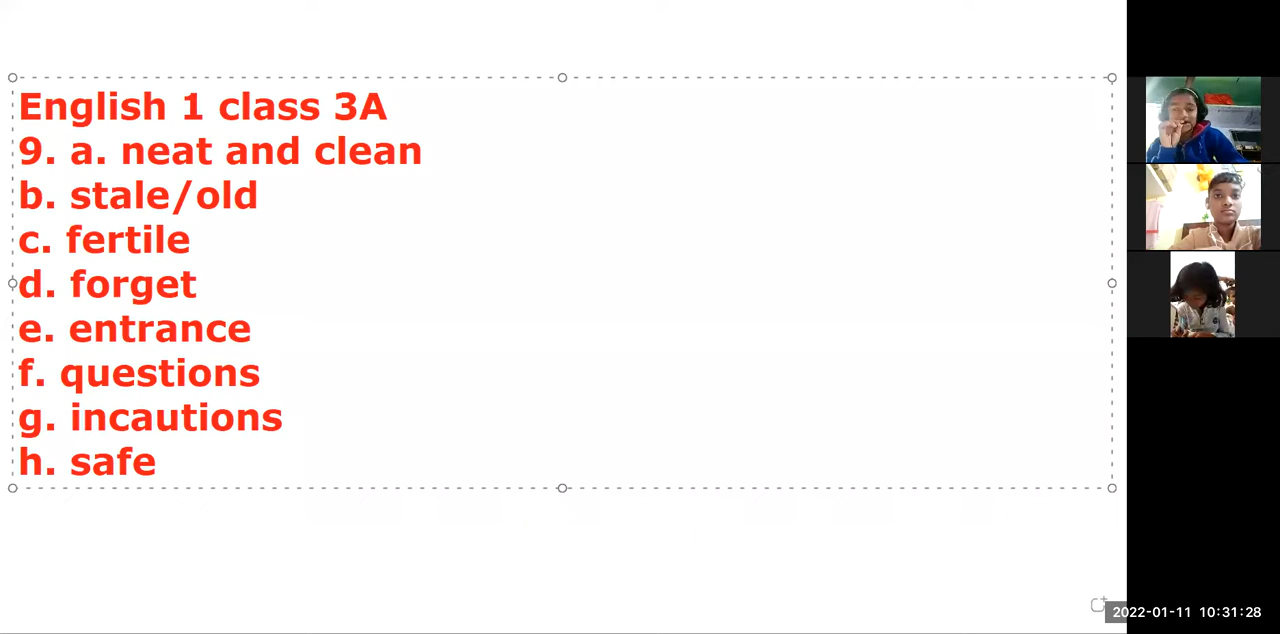 English 1 class 3A
9. a. neat and clean
b. stale/old
c. fertile
d. forget
e. entrance
f. questions
g. incautions
h. safe
2022-01-11 10:31:28